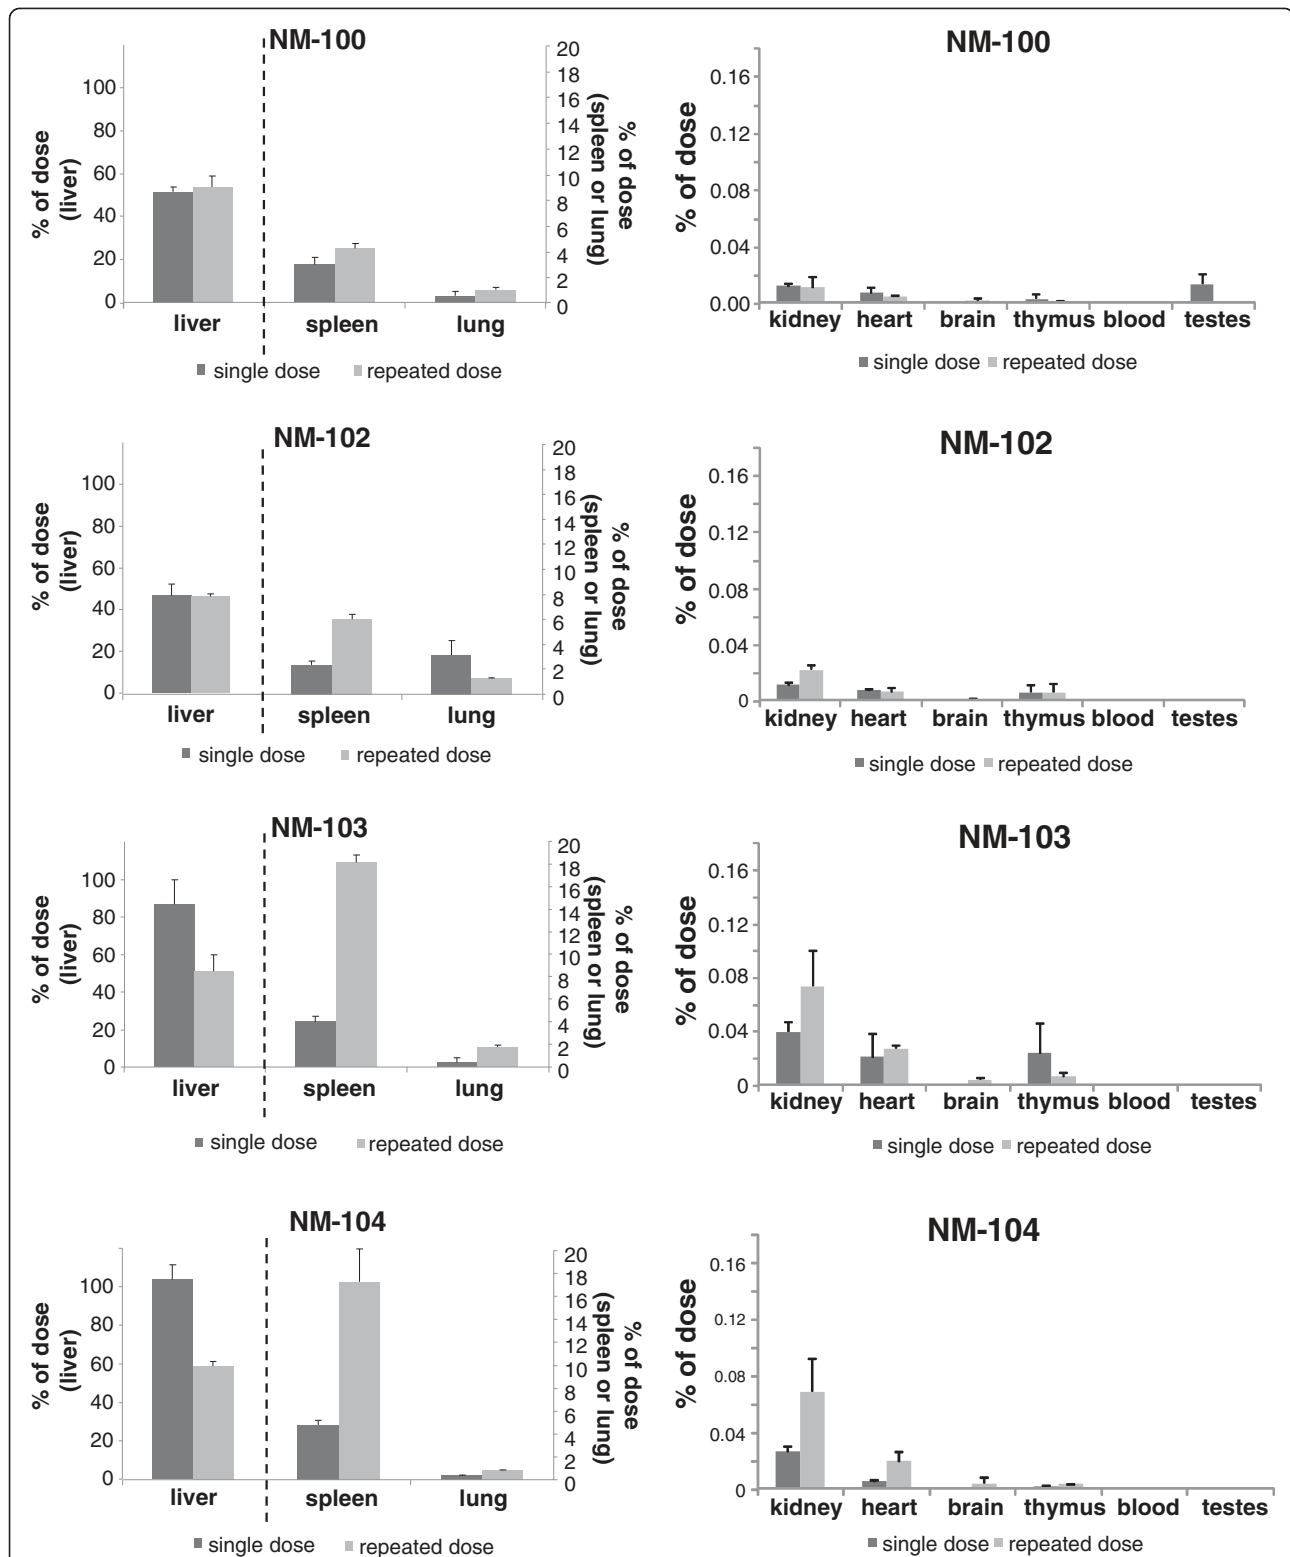 NM-100
% of dose
(liver)
100
80
60
40
20
0
20
18
16
14
12
10
8
6
4
2
0
% of dose
(spleen or lung)
liver spleen lung
single dose repeated dose
NM-100
% of dose
0.16
0.12
0.08
0.04
0.00
kidney heart brain thymus blood testes
single dose repeated dose
NM-102
% of dose
(liver)
100
80
60
40
20
0
20
18
16
14
12
10
8
6
4
2
0
% of dose
(spleen or lung)
liver spleen lung
single dose repeated dose
NM-102
% of dose
0.16
0.12
0.08
0.04
0
kidney heart brain thymus blood testes
single dose repeated dose
NM-103
% of dose
(liver)
100
80
60
40
20
0
20
18
16
14
12
10
8
6
4
2
0
% of dose
(spleen or lung)
liver spleen lung
single dose repeated dose
NM-103
% of dose
0.16
0.12
0.08
0.04
0
kidney heart brain thymus blood testes
single dose repeated dose
NM-104
% of dose
(liver)
100
80
60
40
20
0
20
18
16
14
12
10
8
6
4
2
0
% of dose
(spleen or lung)
liver spleen lung
single dose repeated dose
NM-104
% of dose
0.16
0.12
0.08
0.04
0
kidney heart brain thymus blood testes
single dose repeated dose